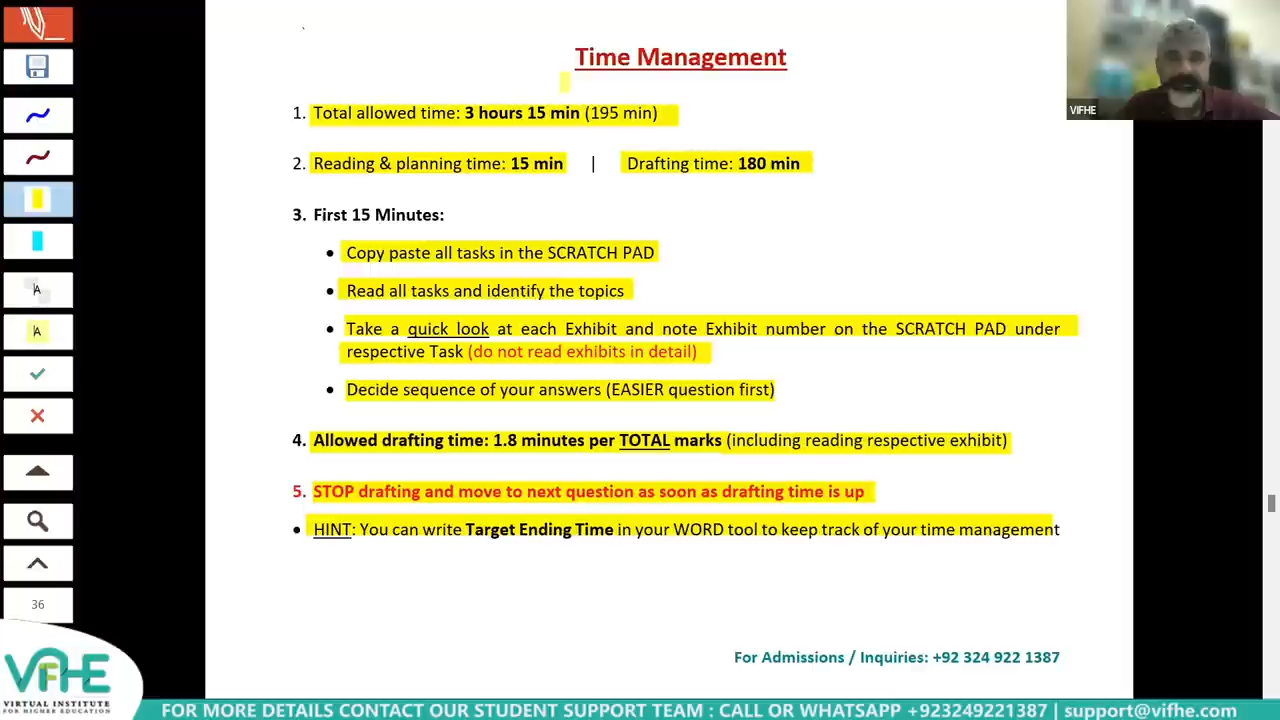 Time Management
VIFHE
1. Total allowed time: 3 hours 15 min (195 min)
2. Reading & planning time: 15 min | Drafting time: 180 min
3. First 15 Minutes:
• Copy paste all tasks in the SCRATCH PAD
• Read all tasks and identify the topics
• Take a quick look at each Exhibit and note Exhibit number on the SCRATCH PAD under
respective Task (do not read exhibits in detail)
• Decide sequence of your answers (EASIER question first)
4. Allowed drafting time: 1.8 minutes per TOTAL marks (including reading respective exhibit)
5. STOP drafting and move to next question as soon as drafting time is up
• HINT: You can write Target Ending Time in your WORD tool to keep track of your time management
A
A
36
For Admissions / Inquiries: +92 324 922 1387
VIFHE
VIRTUAL INSTITUTE
FOR HIGHER EDUCATION
FOR MORE DETAILS CONTACT OUR STUDENT SUPPORT TEAM : CALL OR WHATSAPP +923249221387 | support@vifhe.com